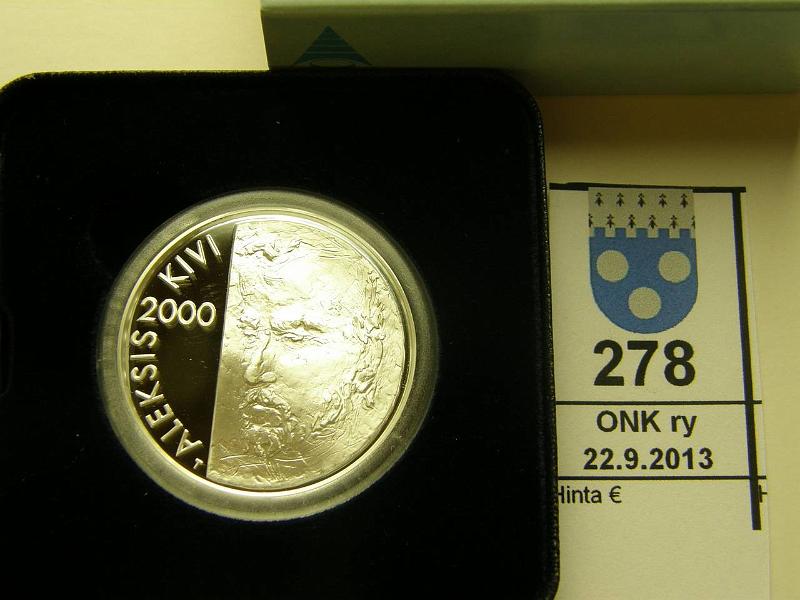 ALEKSIS KIVI
2000
T
278
ONK ry
22.9.2013
Hinta €
H